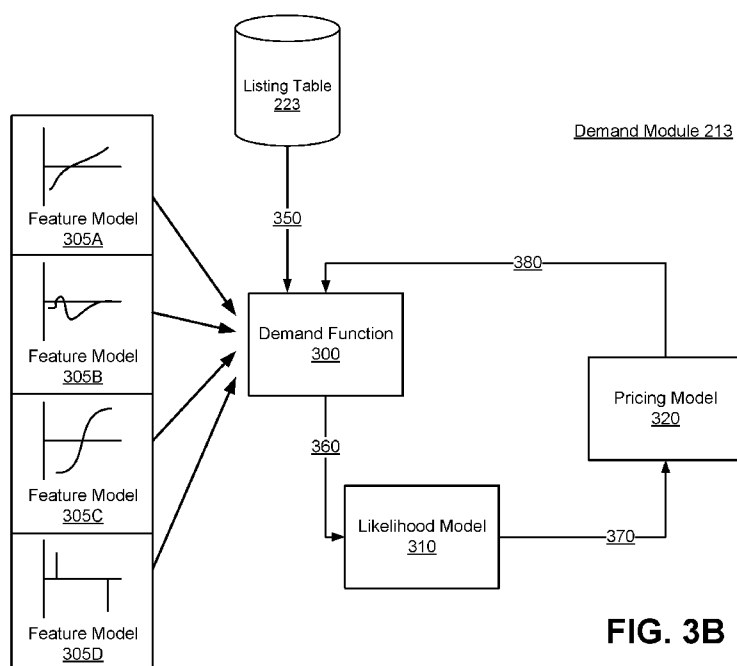 Listing Table
223
Demand Module 213
Feature Model
305A
350
380
Feature Model
305B
Demand Function
300
Pricing Model
320
360
Feature Model
305C
Likelihood Model
310
370
Feature Model
305D
FIG. 3B